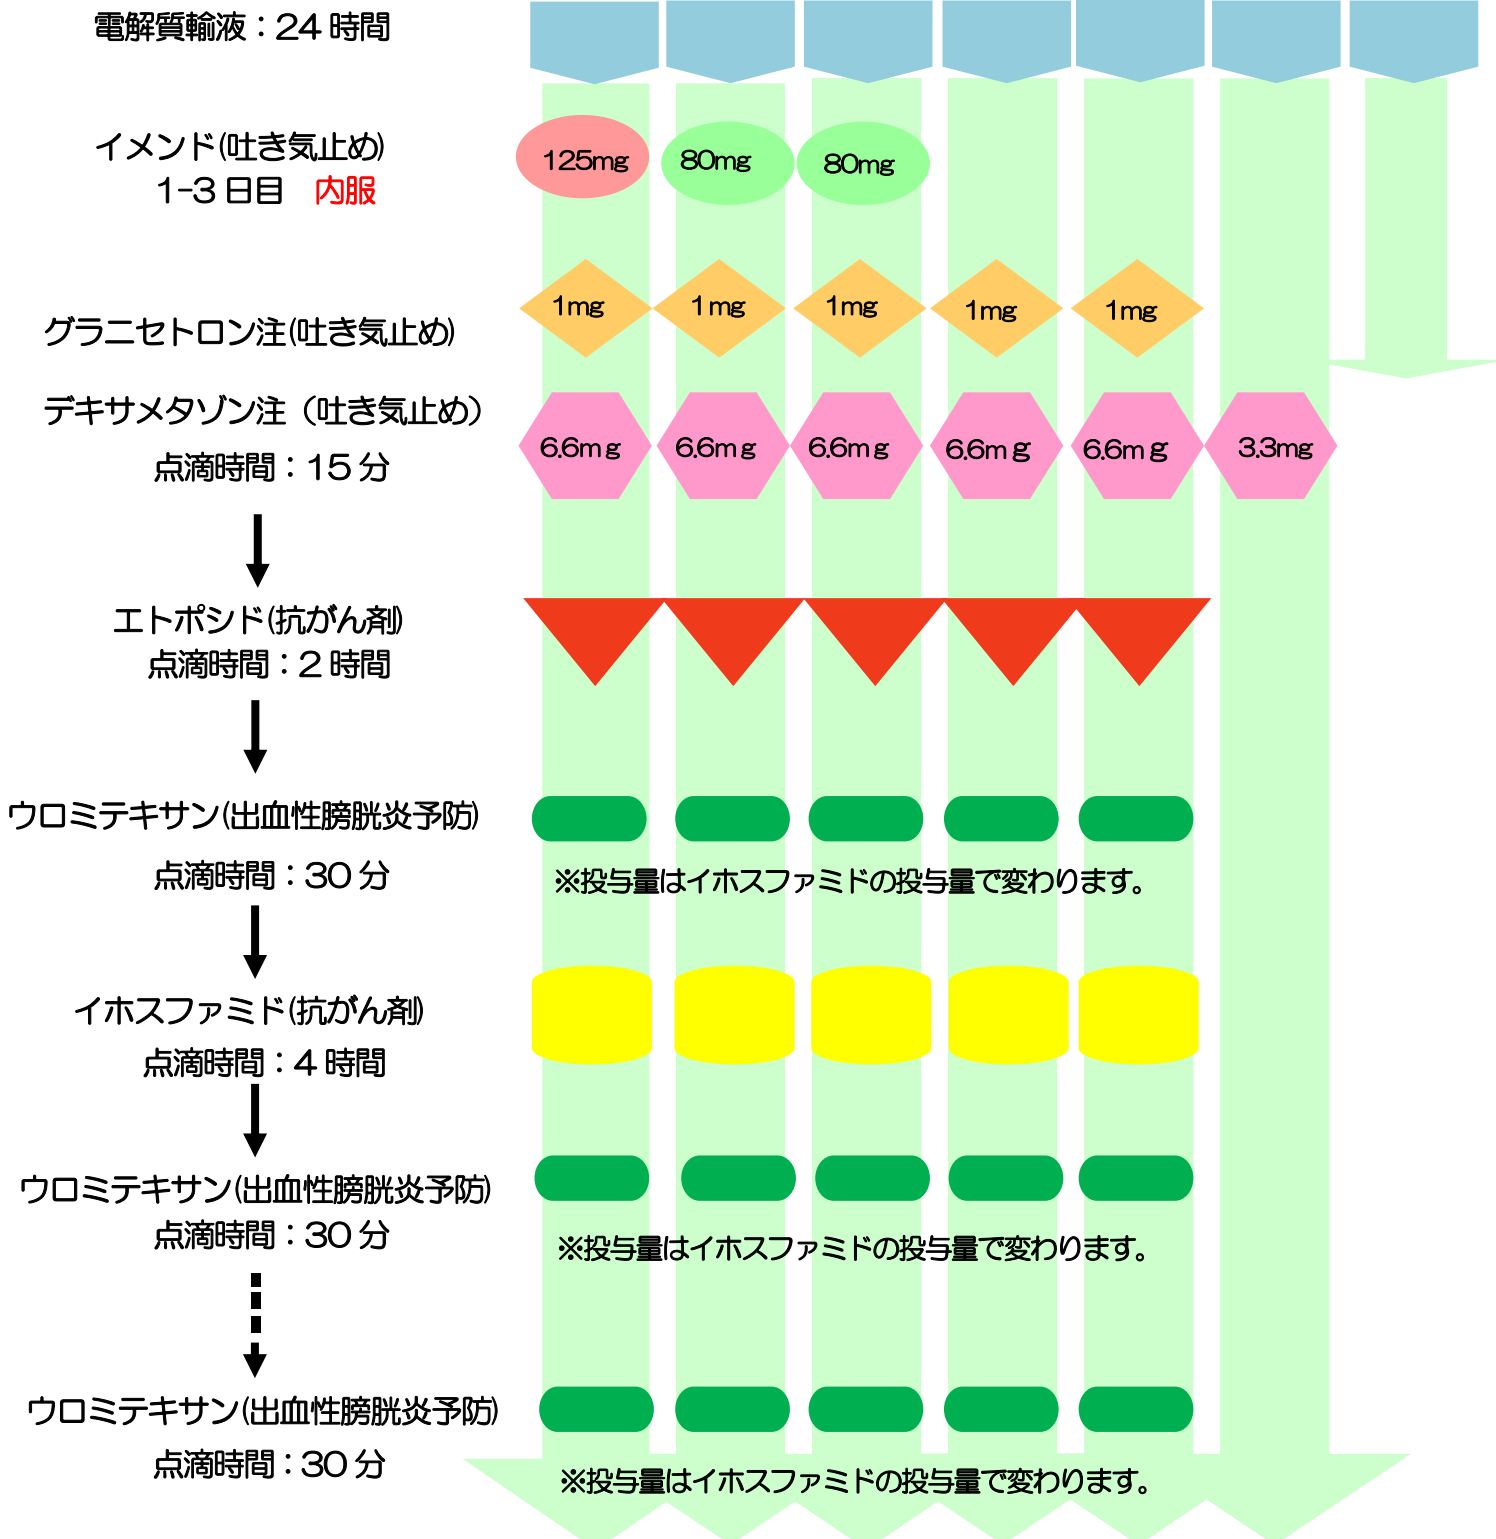 電解質輸液：24 時間
イメンド(吐き気止め)
1-3 日目　内服
125mg 80mg 80mg
グラニセトロン注(吐き気止め)
1mg 1mg 1mg 1mg 1mg
デキサメタゾン注（吐き気止め）
点滴時間：15 分
6.6mｇ 6.6mｇ 6.6mｇ 6.6mｇ 6.6mｇ 3.3mg
エトポシド(抗がん剤)
点滴時間：2 時間
ウロミテキサン(出血性膀胱炎予防)
点滴時間：30 分
※投与量はイホスファミドの投与量で変わります。
イホスファミド(抗がん剤)
点滴時間：4 時間
ウロミテキサン(出血性膀胱炎予防)
点滴時間：30 分
※投与量はイホスファミドの投与量で変わります。
ウロミテキサン(出血性膀胱炎予防)
点滴時間：30 分
※投与量はイホスファミドの投与量で変わります。